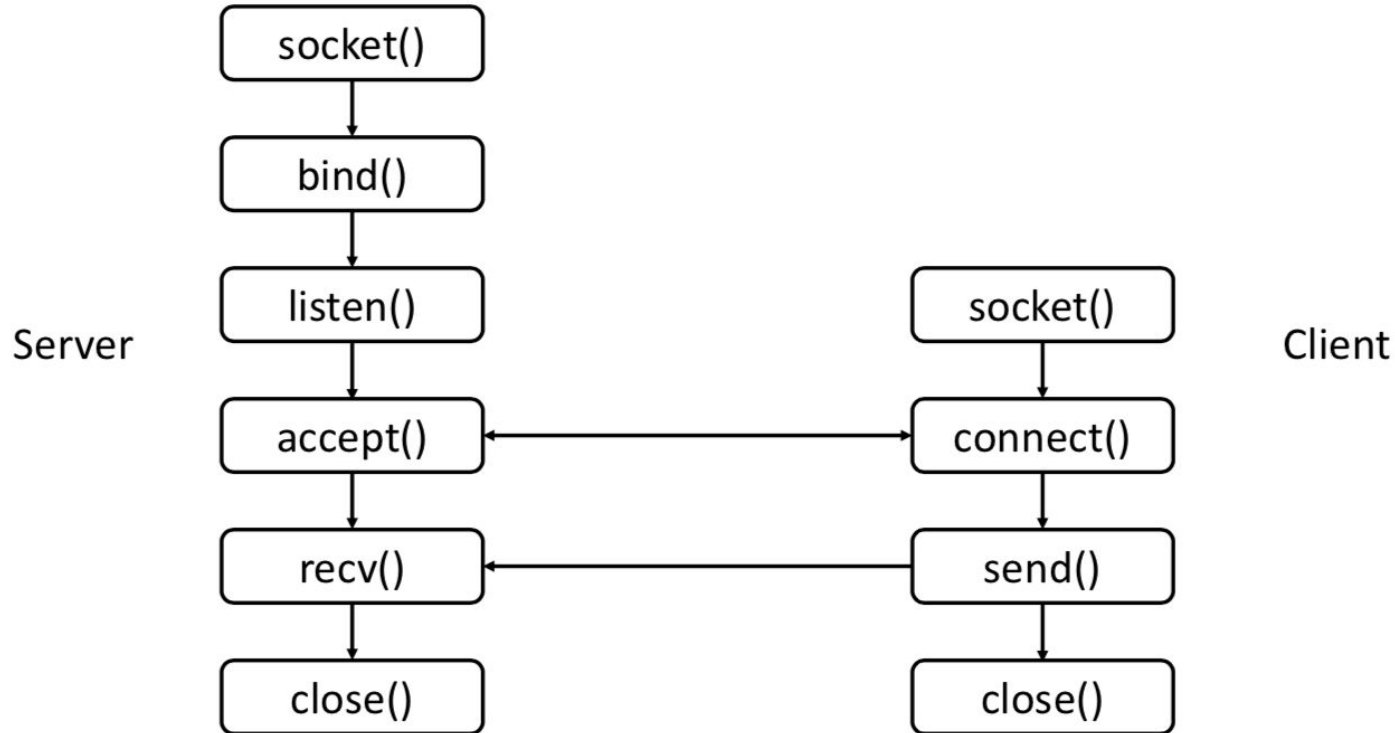 socket()
bind()
listen()
socket()
Server
Client
accept()
connect()
recv()
send()
close()
close()